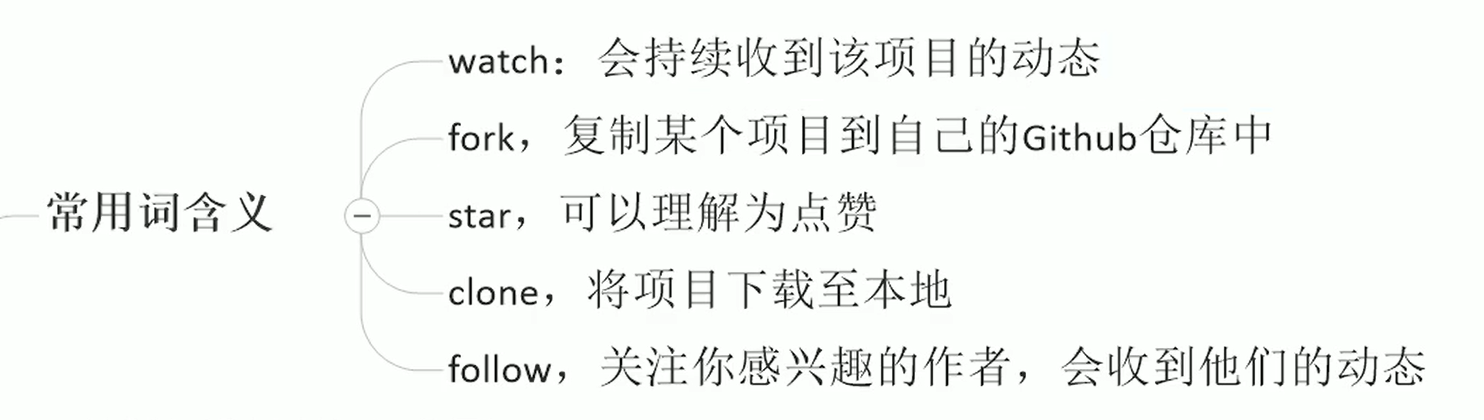 watch：会持续收到该项目的动态
fork，复制某个项目到自己的Github仓库中
常用词含义
star，可以理解为点赞
clone，将项目下载至本地
follow，关注你感兴趣的作者，会收到他们的动态